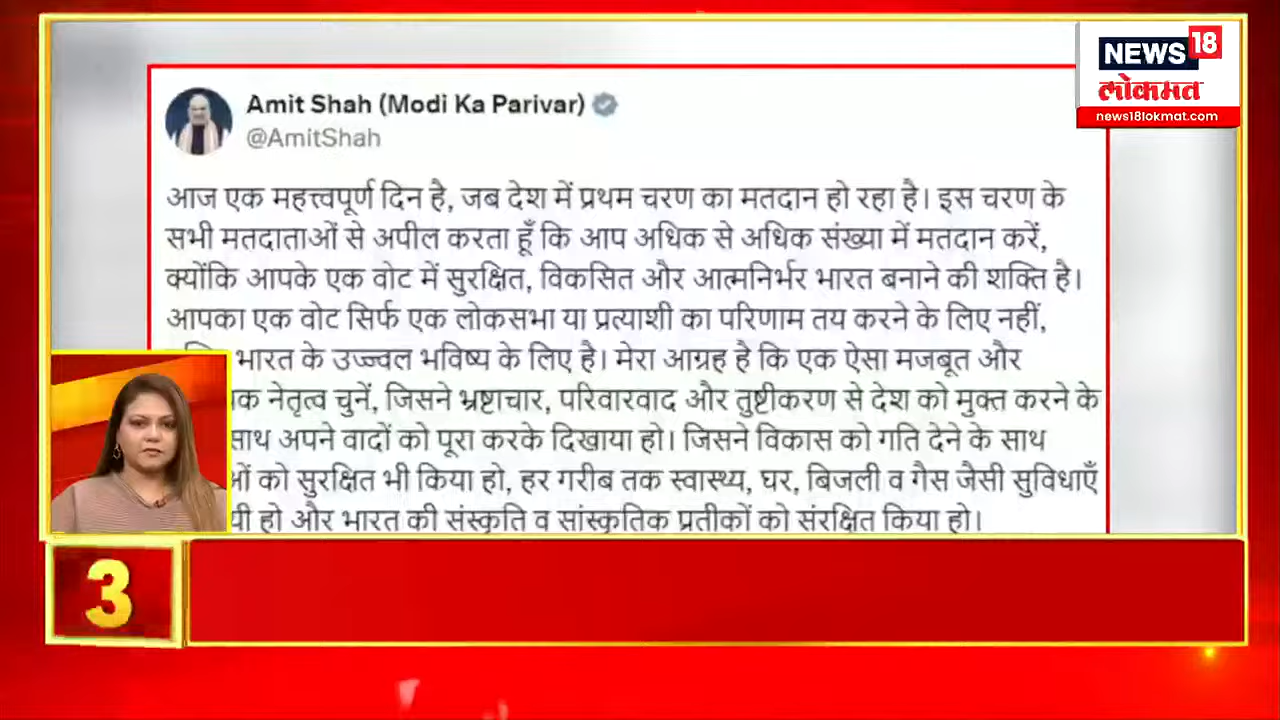 NEWS 18
लोकमत
news18lokmat.com
Amit Shah (Modi Ka Parivar)
@AmitShah
आज एक महत्त्वपूर्ण दिन है, जब देश में प्रथम चरण का मतदान हो रहा है। इस चरण के
सभी मतदाताओं से अपील करता हूँ कि आप अधिक से अधिक संख्या में मतदान करें,
क्योंकि आपके एक वोट में सुरक्षित, विकसित और आत्मनिर्भर भारत बनाने की शक्ति है।
आपका एक वोट सिर्फ एक लोकसभा या प्रत्याशी का परिणाम तय करने के लिए नहीं,
भारत के उज्ज्वल भविष्य के लिए है। मेरा आग्रह है कि एक ऐसा मजबूत और
नेतृत्व चुनें, जिसने भ्रष्टाचार, परिवारवाद और तुष्टीकरण से देश को मुक्त करने के
साथ अपने वादों को पूरा करके दिखाया हो। जिसने विकास को गति देने के साथ
को सुरक्षित भी किया हो, हर गरीब तक स्वास्थ्य, घर, बिजली व गैस जैसी सुविधाएँ
हो और भारत की संस्कृति व सांस्कृतिक प्रतीकों को संरक्षित किया हो।
3